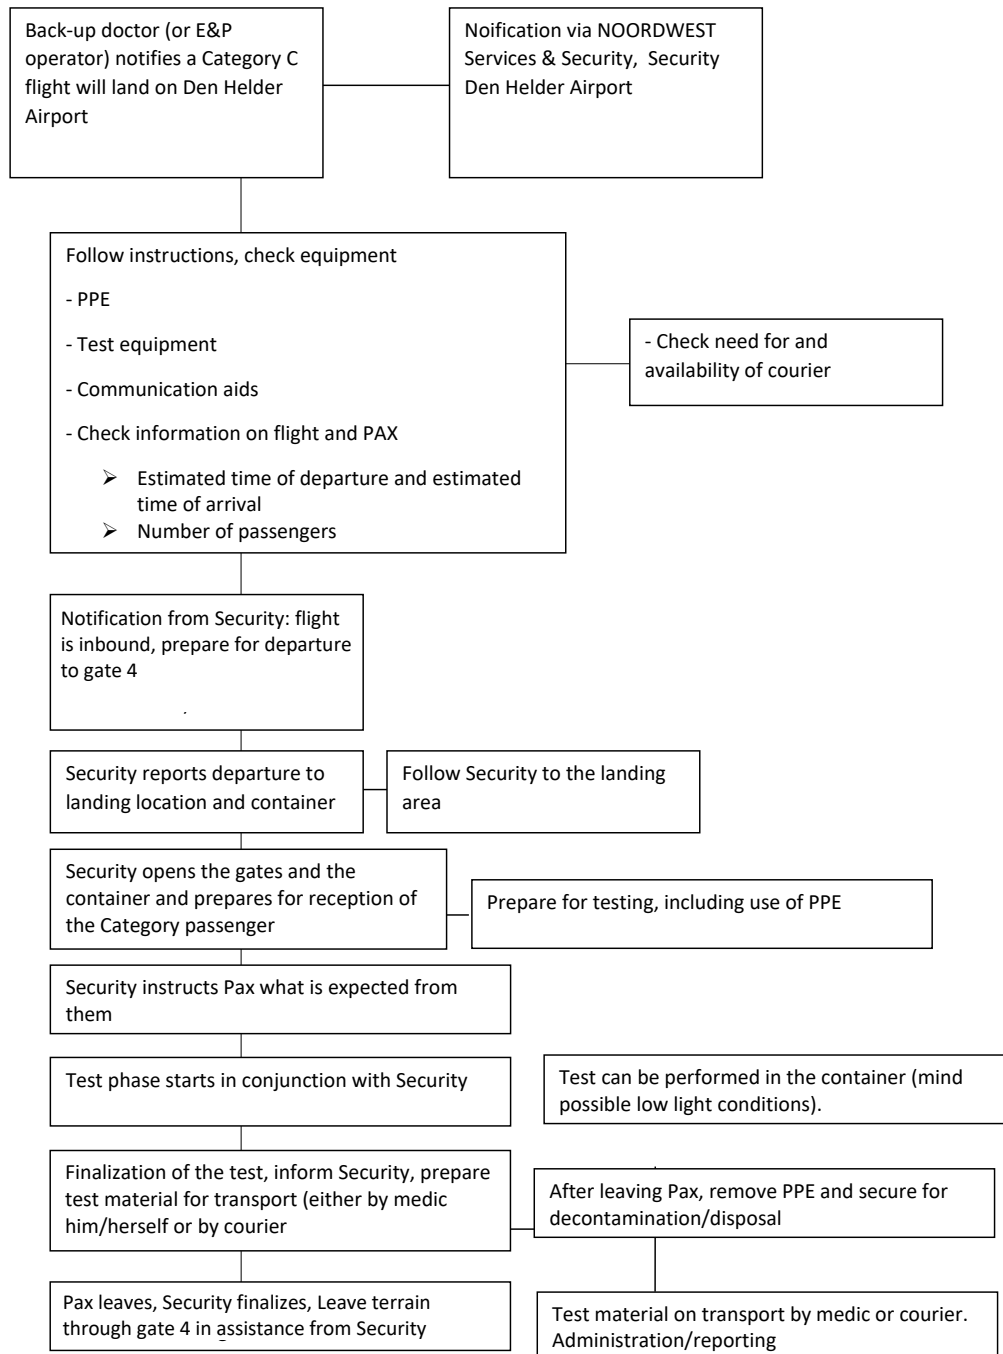 Back-up doctor (or E&P
operator) notifies a Category C
flight will land on Den Helder
Airport
Noification via NOORDWEST
Services & Security,  Security
Den Helder Airport
Follow instructions, check equipment
- PPE
- Test equipment
- Communication aids
- Check information on flight and PAX
➢ Estimated time of departure and estimated
time of arrival
➢ Number of passengers
- Check need for and
availability of courier
Notification from Security: flight
is inbound, prepare for departure
to gate 4
Security reports departure to
landing location and container
Follow Security to the landing
area
Security opens the gates and the
container and prepares for reception of
the Category passenger
Prepare for testing, including use of PPE
Security instructs Pax what is expected from
them
Test phase starts in conjunction with Security
Test can be performed in the container (mind
possible low light conditions).
Finalization of the test, inform Security, prepare
test material for transport (either by medic
him/herself or by courier
After leaving Pax, remove PPE and secure for
decontamination/disposal
Pax leaves, Security finalizes, Leave terrain
through gate 4 in assistance from Security
Test material on transport by medic or courier.
Administration/reporting